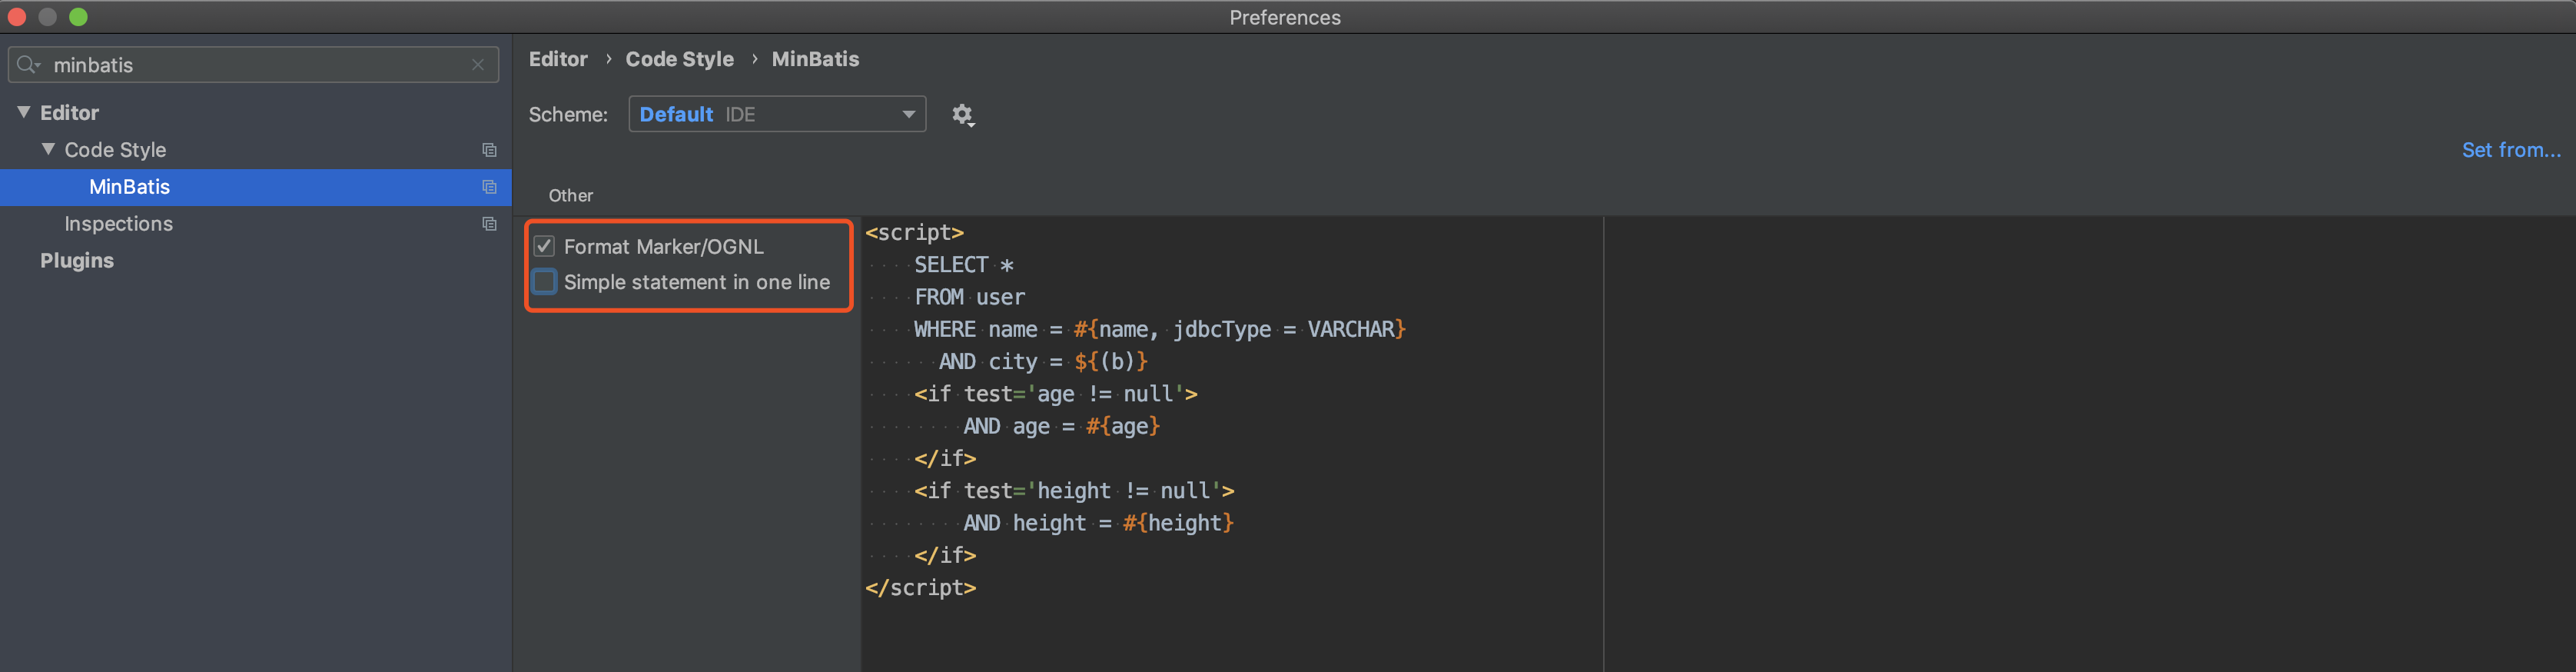 Preferences
minbatis
Editor
Code Style
MinBatis
Inspections
Plugins
Editor › Code Style › MinBatis
Scheme: Default IDE
Set from...
Other
Format Marker/OGNL
Simple statement in one line
<script>
    SELECT *
    FROM user
    WHERE name = #{name, jdbcType = VARCHAR}
      AND city = ${(b)}
    <if test='age != null'>
        AND age = #{age}
    </if>
    <if test='height != null'>
        AND height = #{height}
    </if>
</script>